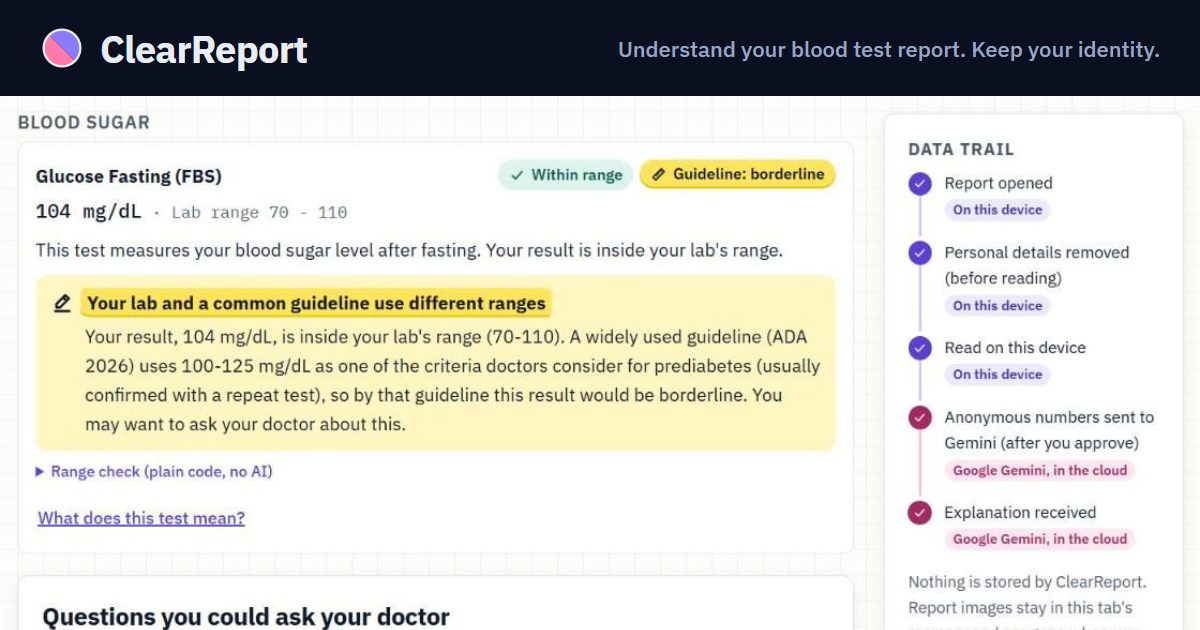 ClearReport
Understand your blood test report. Keep your identity.
BLOOD SUGAR
Glucose Fasting (FBS)
Within range
Guideline: borderline
104 mg/dL · Lab range 70 - 110
This test measures your blood sugar level after fasting. Your result is inside your lab's range.
Your lab and a common guideline use different ranges
Your result, 104 mg/dL, is inside your lab's range (70-110). A widely used guideline (ADA
2026) uses 100-125 mg/dL as one of the criteria doctors consider for prediabetes (usually
confirmed with a repeat test), so by that guideline this result would be borderline. You
may want to ask your doctor about this.
Range check (plain code, no AI)
What does this test mean?
Questions you could ask your doctor
DATA TRAIL
Report opened
On this device
Personal details removed
(before reading)
On this device
Read on this device
On this device
Anonymous numbers sent to
Gemini (after you approve)
Google Gemini, in the cloud
Explanation received
Google Gemini, in the cloud
Nothing is stored by ClearReport.
Report images stay in this tab's